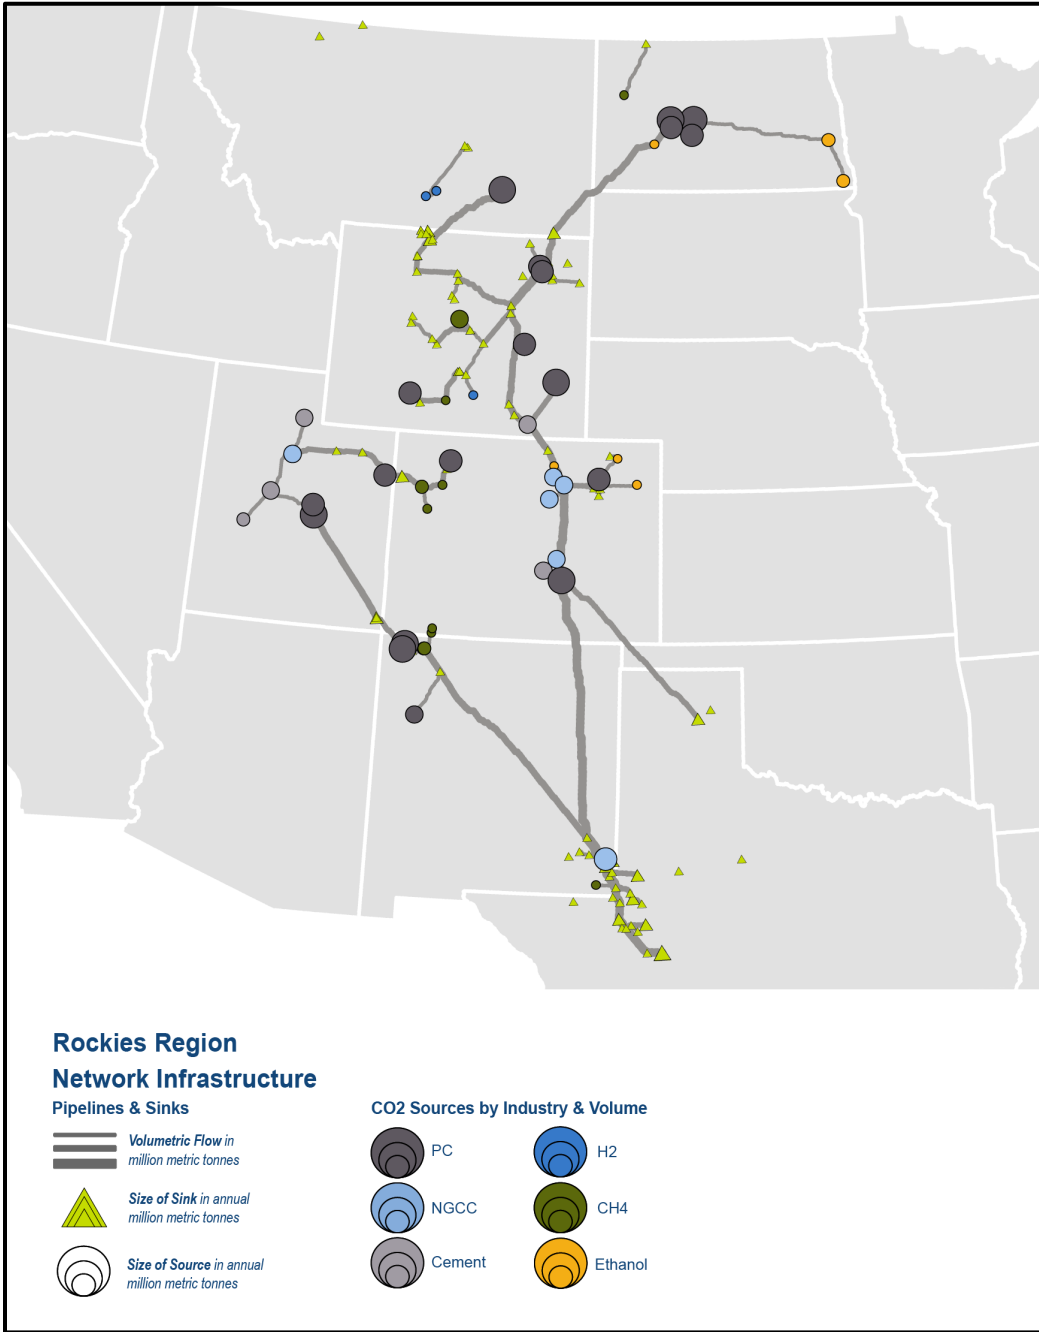 Rockies Region
Network Infrastructure
Pipelines & Sinks
Volumetric Flow in
million metric tonnes
Size of Sink in annual
million metric tonnes
Size of Source in annual
million metric tonnes
CO2 Sources by Industry & Volume
PC
H2
NGCC
CH4
Cement
Ethanol